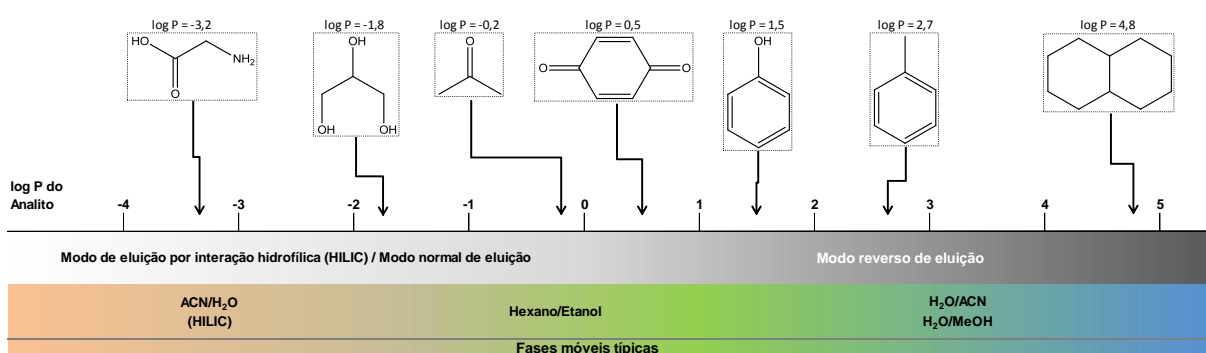 log P = -3,2
log P = -1,8
log P = -0,2
log P = 0,5
log P = 1,5
log P = 2,7
log P = 4,8
HO
NH2
O
OH
OH
OH
O
O
O
OH
log P do
Analito
-4
-3
-2
-1
0
1
2
3
4
5
Modo de eluição por interação hidrofílica (HILIC) / Modo normal de eluição
Modo reverso de eluição
ACN/H2O
(HILIC)
Hexano/Etanol
H2O/ACN
H2O/MeOH
Fases móveis típicas